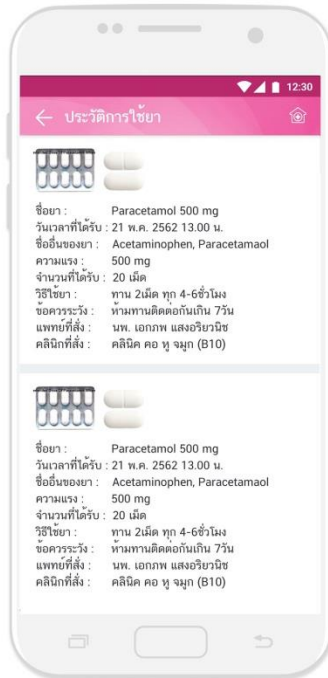 12:30
ประวัติการใช้ยา
ชื่อยา : Paracetamol 500 mg
วันเวลาที่ได้รับ : 21 พ.ค. 2562 13.00 น.
ชื่ออื่นของยา : Acetaminophen, Paracetamaol
ความแรง : 500 mg
จำนวนที่ได้รับ : 20 เม็ด
วิธีใช้ยา : ทาน 2เม็ด ทุก 4-6ชั่วโมง
ข้อควรระวัง : ห้ามทานติดต่อกันเกิน 7วัน
แพทย์ที่สั่ง : นพ. เอกภพ แสงอริยวนิช
คลินิกที่สั่ง : คลินิค คอ หู จมูก (B10)
ชื่อยา : Paracetamol 500 mg
วันเวลาที่ได้รับ : 21 พ.ค. 2562 13.00 น.
ชื่ออื่นของยา : Acetaminophen, Paracetamaol
ความแรง : 500 mg
จำนวนที่ได้รับ : 20 เม็ด
วิธีใช้ยา : ทาน 2เม็ด ทุก 4-6ชั่วโมง
ข้อควรระวัง : ห้ามทานติดต่อกันเกิน 7วัน
แพทย์ที่สั่ง : นพ. เอกภพ แสงอริยวนิช
คลินิกที่สั่ง : คลินิค คอ หู จมูก (B10)